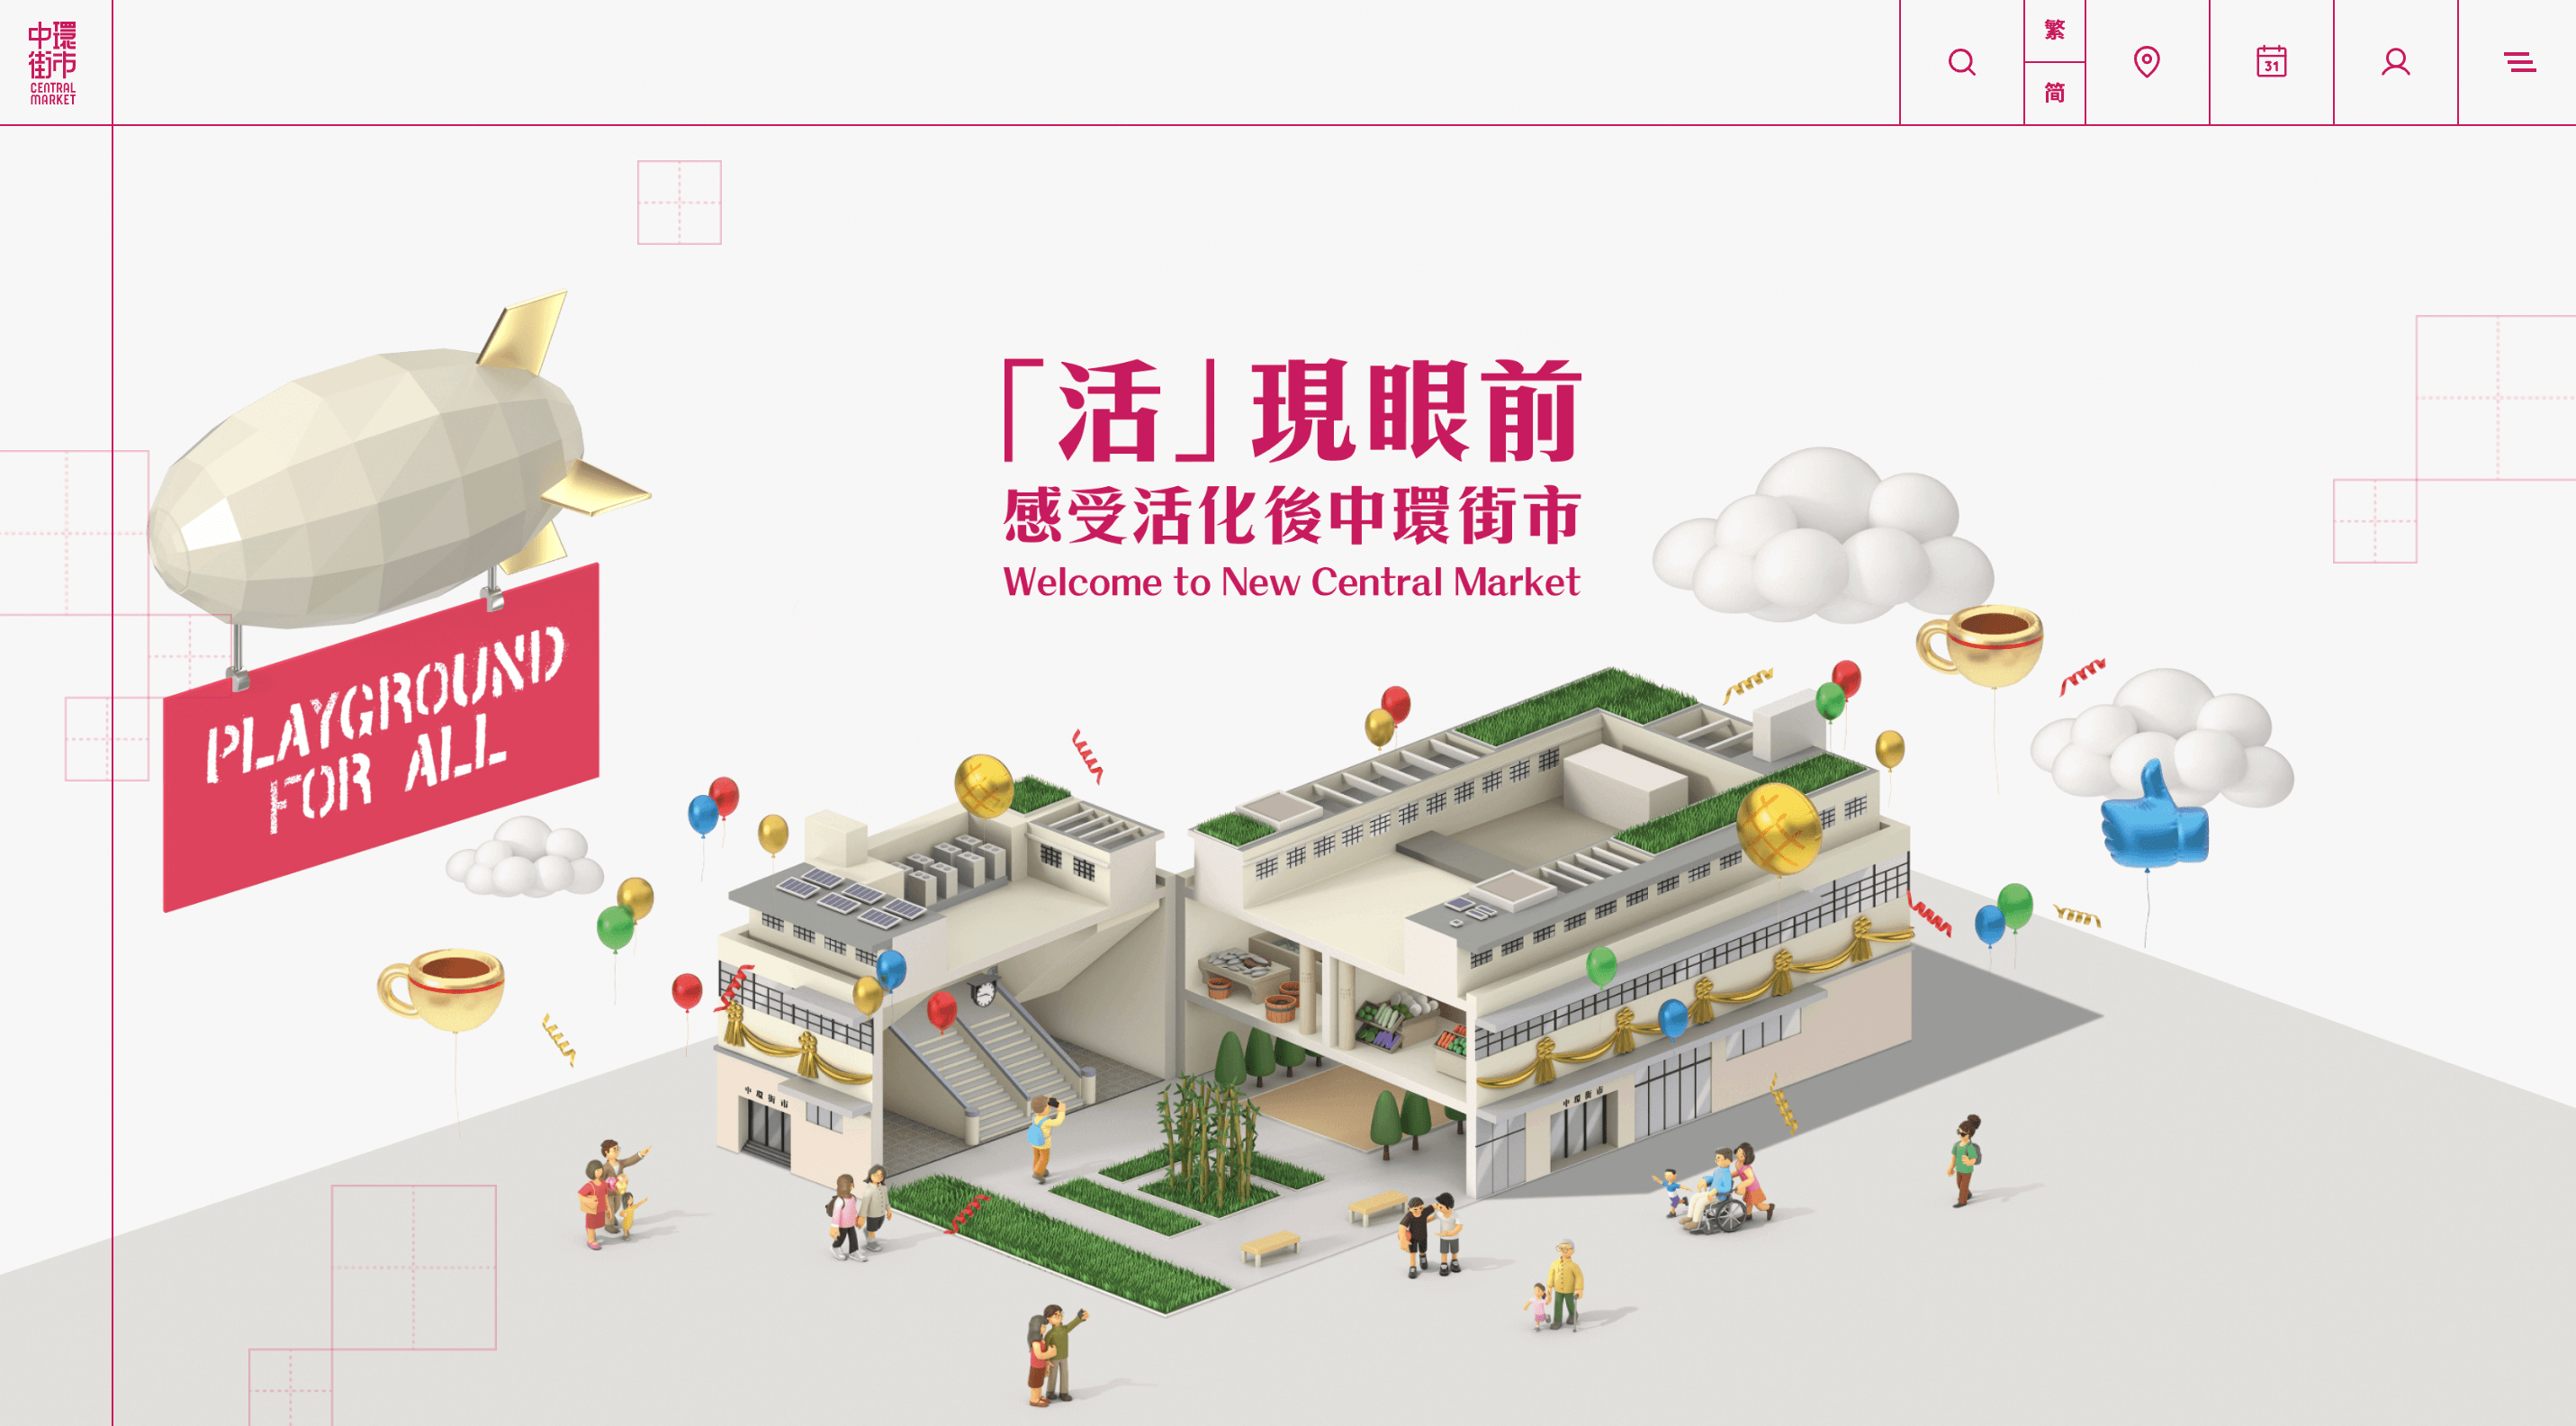 中環
街市
CENTRAL
MARKET
繁
简
31
「活」現眼前
感受活化後中環街市
Welcome to New Central Market
PLAYGROUND
FOR ALL
中環街市
中環街市